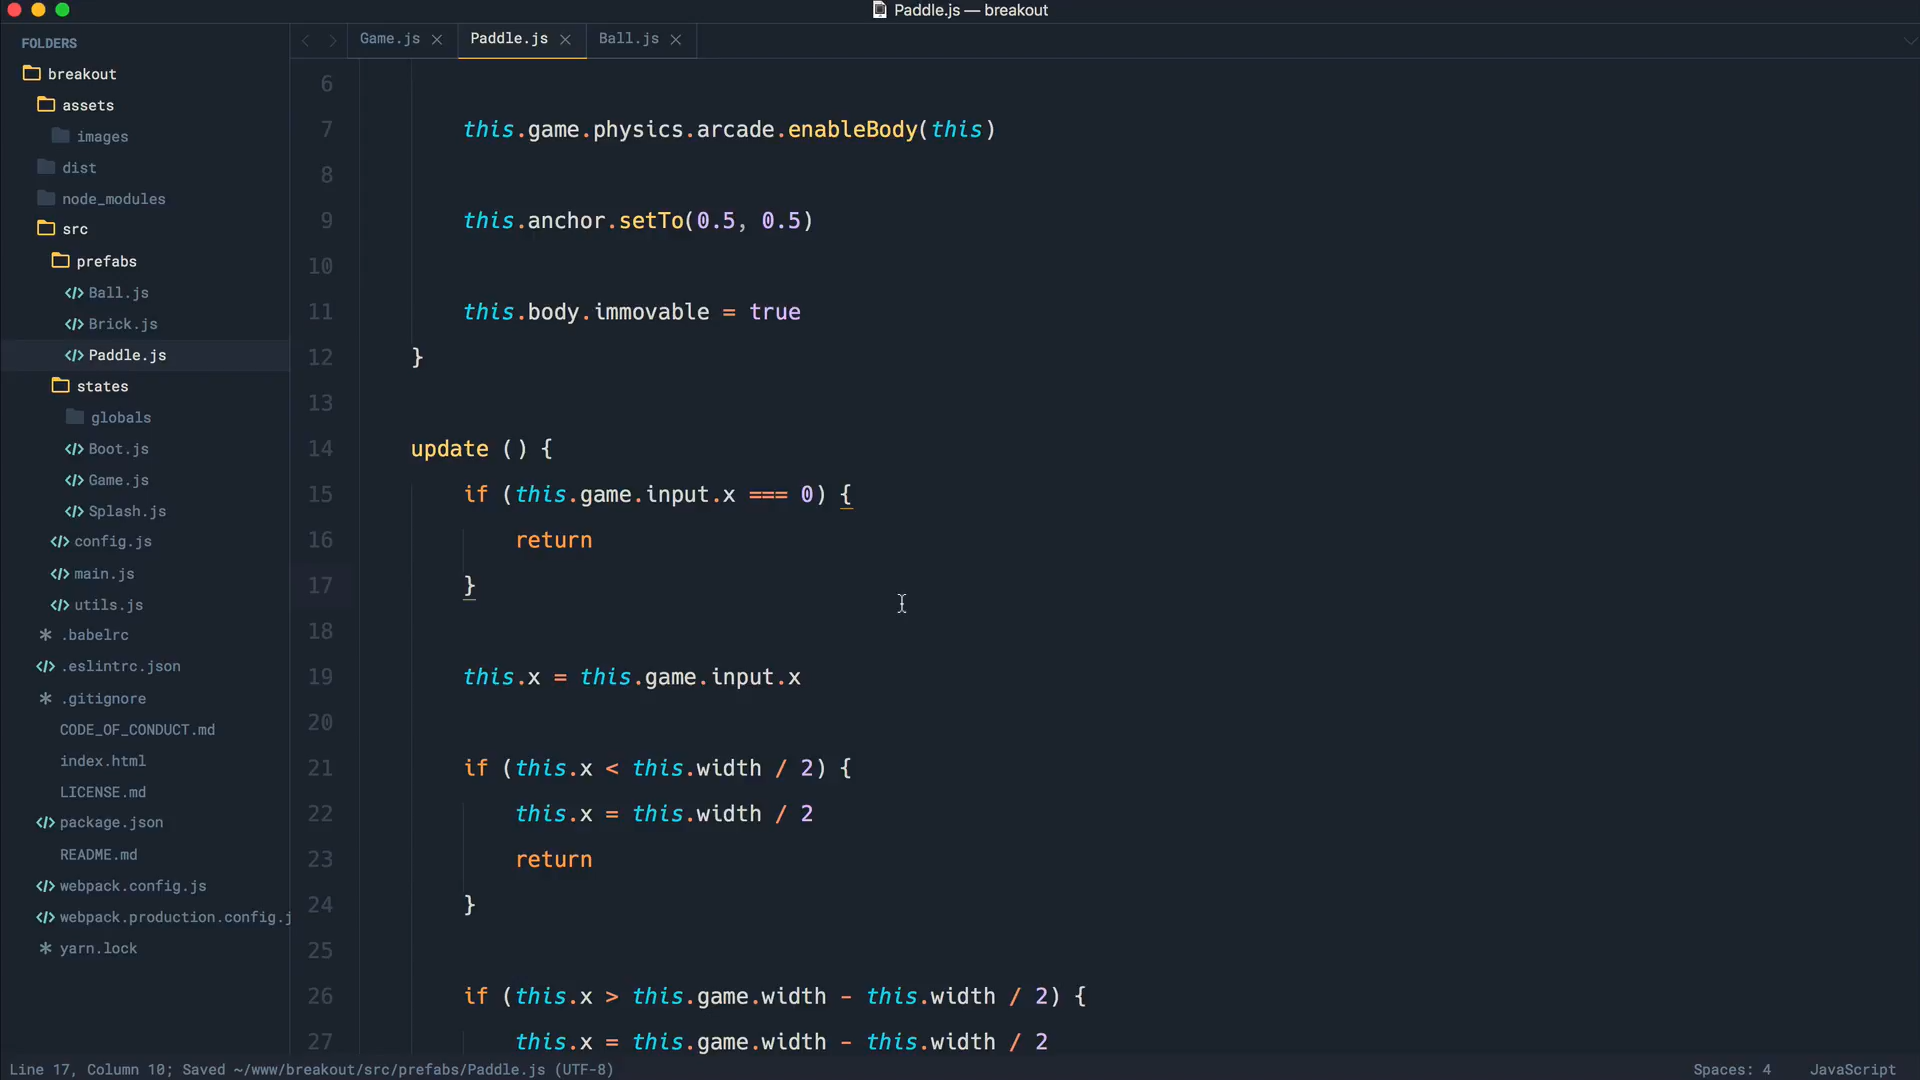 Paddle.js — breakout
FOLDERS
breakout
assets
images
dist
node_modules
src
prefabs
Ball.js
Brick.js
Paddle.js
states
globals
Boot.js
Game.js
Splash.js
config.js
main.js
utils.js
.babelrc
.eslintrc.json
.gitignore
CODE_OF_CONDUCT.md
index.html
LICENSE.md
package.json
README.md
webpack.config.js
webpack.production.config.j
yarn.lock
Game.js Paddle.js Ball.js
6
7 this.game.physics.arcade.enableBody(this)
8
9 this.anchor.setTo(0.5, 0.5)
10
11 this.body.immovable = true
12 }
13
14 update () {
15 if (this.game.input.x === 0) {
16 return
17 }
18
19 this.x = this.game.input.x
20
21 if (this.x < this.width / 2) {
22 this.x = this.width / 2
23 return
24 }
25
26 if (this.x > this.game.width - this.width / 2) {
27 this.x = this.game.width - this.width / 2
Line 17, Column 10; Saved ~/www/breakout/src/prefabs/Paddle.js (UTF-8) Spaces: 4 JavaScript